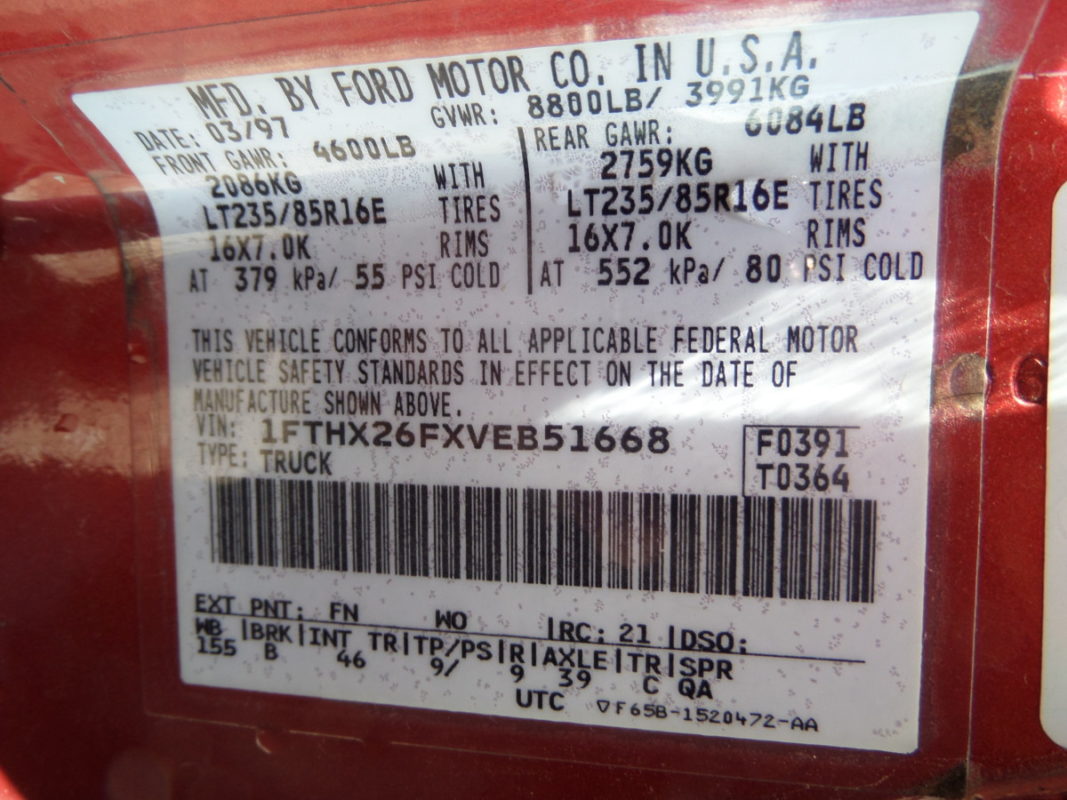 MFD. BY FORD MOTOR CO. IN U.S.A.
DATE: 03/97 GVWR: 8800LB/ 3991KG
FRONT GAWR: 4600LB REAR GAWR: 6084LB
2086KG WITH 2759KG WITH
LT235/85R16E TIRES LT235/85R16E TIRES
16X7.0K RIMS 16X7.0K RIMS
AT 379 kPa/ 55 PSI COLD AT 552 kPa/ 80 PSI COLD
THIS VEHICLE CONFORMS TO ALL APPLICABLE FEDERAL MOTOR
VEHICLE SAFETY STANDARDS IN EFFECT ON THE DATE OF
MANUFACTURE SHOWN ABOVE.
VIN: 1FTHX26FXVEB51668 F0391
TYPE: TRUCK T0364
EXT PNT: FN WO |RC: 21 |DSO:
WB |BRK|INT TR|TP/PS|R|AXLE|TR|SPR
155 B 46 9/ 9 39 C QA
UTC ▽F65B-1520472-AA